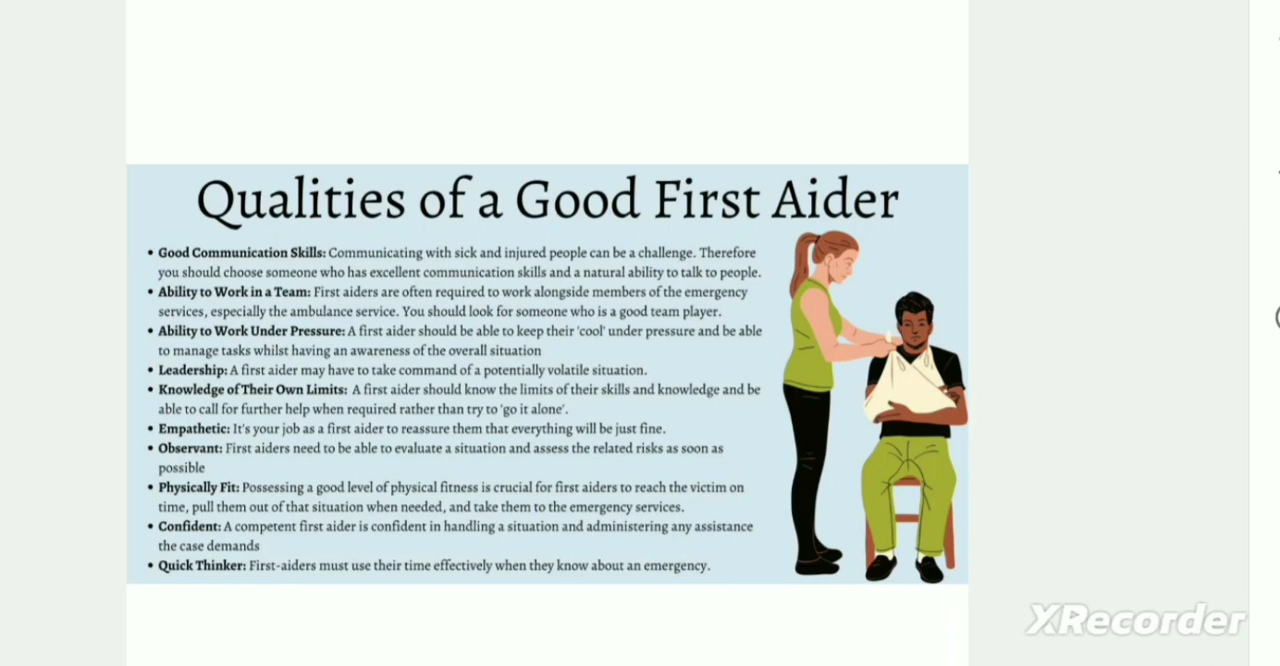 Qualities of a Good First Aider
• Good Communication Skills: Communicating with sick and injured people can be a challenge. Therefore
you should choose someone who has excellent communication skills and a natural ability to talk to people.
• Ability to Work in a Team: First aiders are often required to work alongside members of the emergency
services, especially the ambulance service. You should look for someone who is a good team player.
• Ability to Work Under Pressure: A first aider should be able to keep their 'cool' under pressure and be able
to manage tasks whilst having an awareness of the overall situation
• Leadership: A first aider may have to take command of a potentially volatile situation.
• Knowledge of Their Own Limits: A first aider should know the limits of their skills and knowledge and be
able to call for further help when required rather than try to 'go it alone'.
• Empathetic: It's your job as a first aider to reassure them that everything will be just fine.
• Observant: First aiders need to be able to evaluate a situation and assess the related risks as soon as
possible
• Physically Fit: Possessing a good level of physical fitness is crucial for first aiders to reach the victim on
time, pull them out of that situation when needed, and take them to the emergency services.
• Confident: A competent first aider is confident in handling a situation and administering any assistance
the case demands
• Quick Thinker: First-aiders must use their time effectively when they know about an emergency.
XRecorder